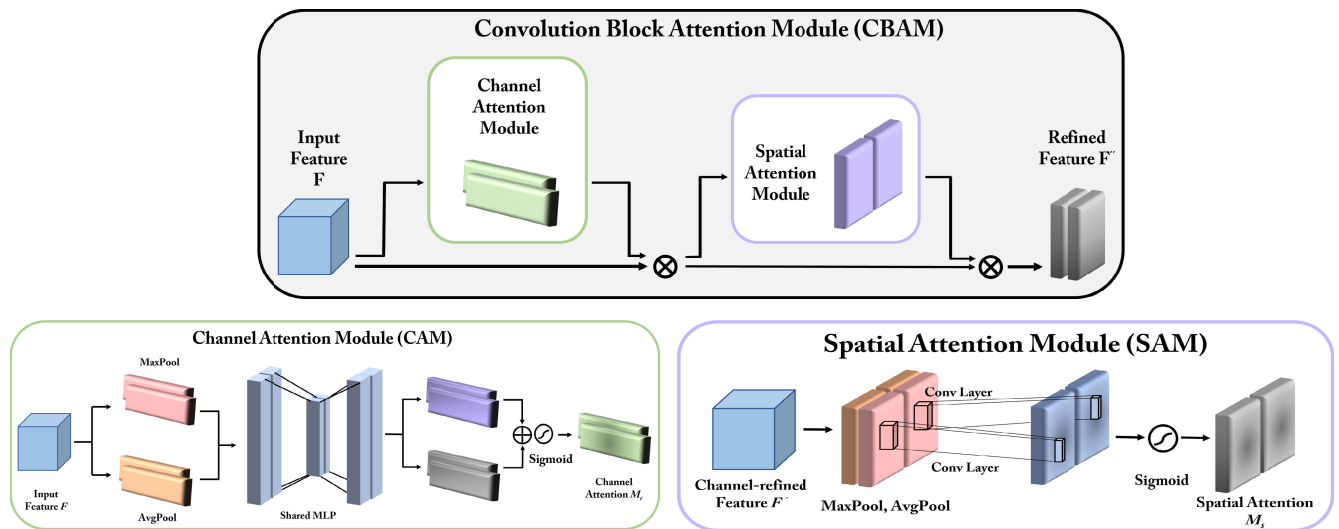 Convolution Block Attention Module (CBAM)
Channel
Attention
Module
Input
Feature
F
Spatial
Attention
Module
Refined
Feature F″
Channel Attention Module (CAM)
MaxPool
Input
Feature F
AvgPool
Shared MLP
Sigmoid
Channel
Attention Mc
Spatial Attention Module (SAM)
Conv Layer
Conv Layer
Channel-refined
Feature F′
MaxPool, AvgPool
Sigmoid
Spatial Attention
Ms